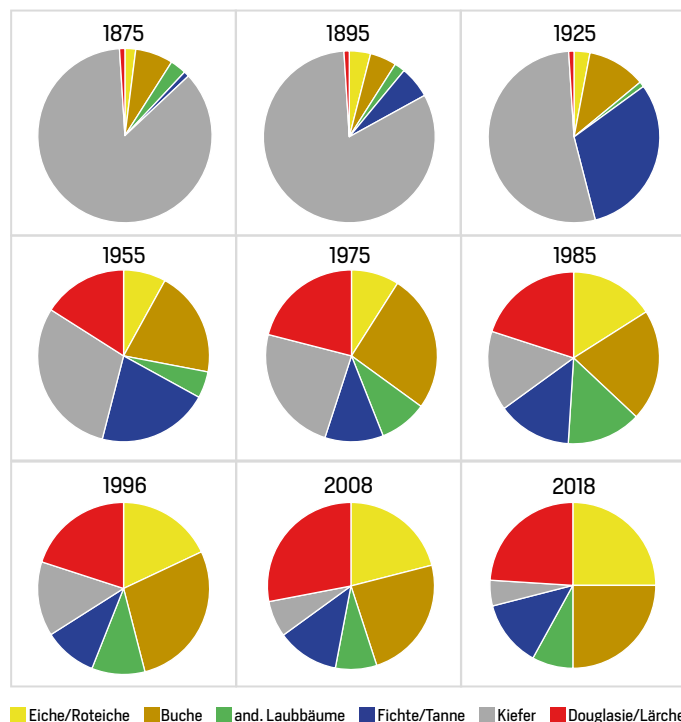 1875 1895 1925
1955 1975 1985
1996 2008 2018
Eiche/Roteiche Buche and. Laubbäume Fichte/Tanne Kiefer Douglasie/Lärche